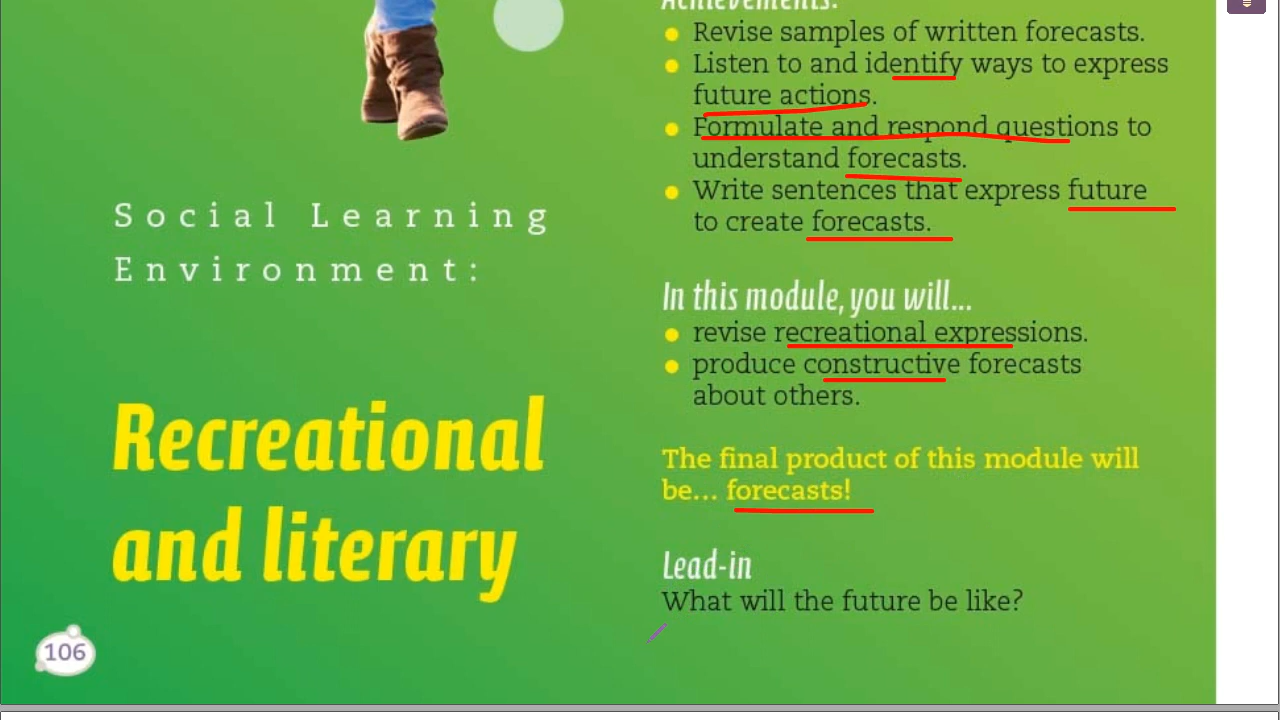 Achievements:
Revise samples of written forecasts.
Listen to and identify ways to express
future actions.
Formulate and respond questions to
understand forecasts.
Write sentences that express future
to create forecasts.
Social Learning
Environment:
In this module, you will...
revise recreational expressions.
produce constructive forecasts
about others.
Recreational
and literary
The final product of this module will
be... forecasts!
Lead-in
What will the future be like?
106